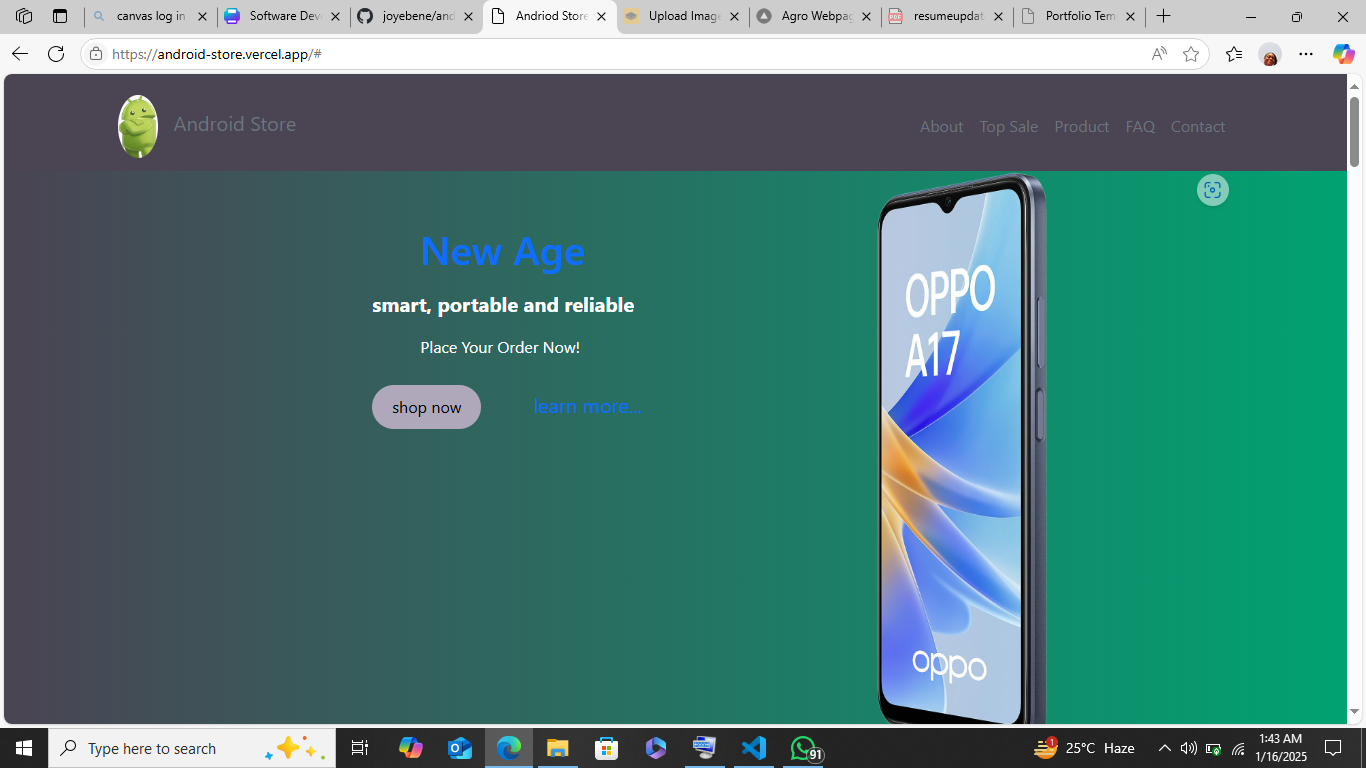 canvas log in
Software Deve
joyebene/and
Andriod Store
Upload Image
Agro Webpag
resumeupdat
Portfolio Tem
https://android-store.vercel.app/#
Android Store
About
Top Sale
Product
FAQ
Contact
New Age
smart, portable and reliable
Place Your Order Now!
shop now
learn more...
OPPO
A17
oppo
Type here to search
91
1
25°C Haze
1:43 AM
1/16/2025